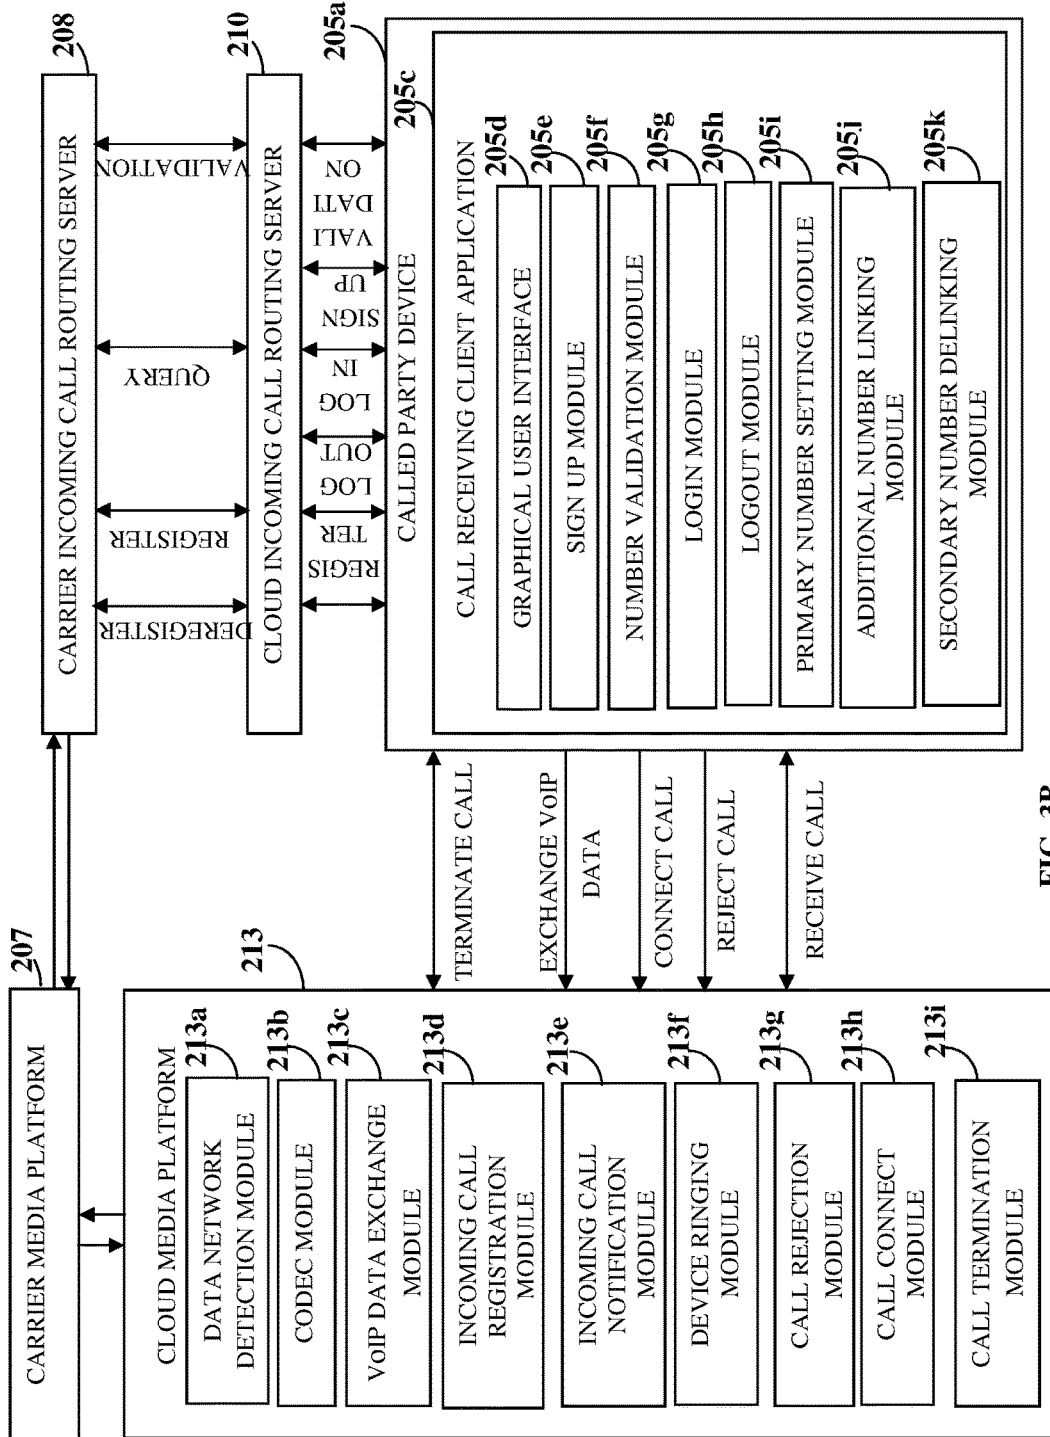 CARRIER MEDIA PLATFORM
207
CLOUD MEDIA PLATFORM
213
DATA NETWORK
DETECTION MODULE
213a
CODEC MODULE
213b
VoIP DATA EXCHANGE
MODULE
213c
INCOMING CALL
REGISTRATION
MODULE
213d
INCOMING CALL
NOTIFICATION
MODULE
213e
DEVICE RINGING
MODULE
213f
CALL REJECTION
MODULE
213g
CALL CONNECT
MODULE
213h
CALL TERMINATION
MODULE
213i
TERMINATE CALL
EXCHANGE VoIP
DATA
CONNECT CALL
REJECT CALL
RECEIVE CALL
CARRIER INCOMING CALL ROUTING SERVER
208
DEREGISTER
REGISTER
QUERY
VALIDATION
CLOUD INCOMING CALL ROUTING SERVER
210
REGIS
TER
LOG
OUT
LOG
IN
SIGN
UP
VALI
DATI
ON
CALLED PARTY DEVICE
205a
CALL RECEIVING CLIENT APPLICATION
205c
GRAPHICAL USER INTERFACE
205d
SIGN UP MODULE
205e
NUMBER VALIDATION MODULE
205f
LOGIN MODULE
205g
LOGOUT MODULE
205h
PRIMARY NUMBER SETTING MODULE
205i
ADDITIONAL NUMBER LINKING
MODULE
205j
SECONDARY NUMBER DELINKING
MODULE
205k